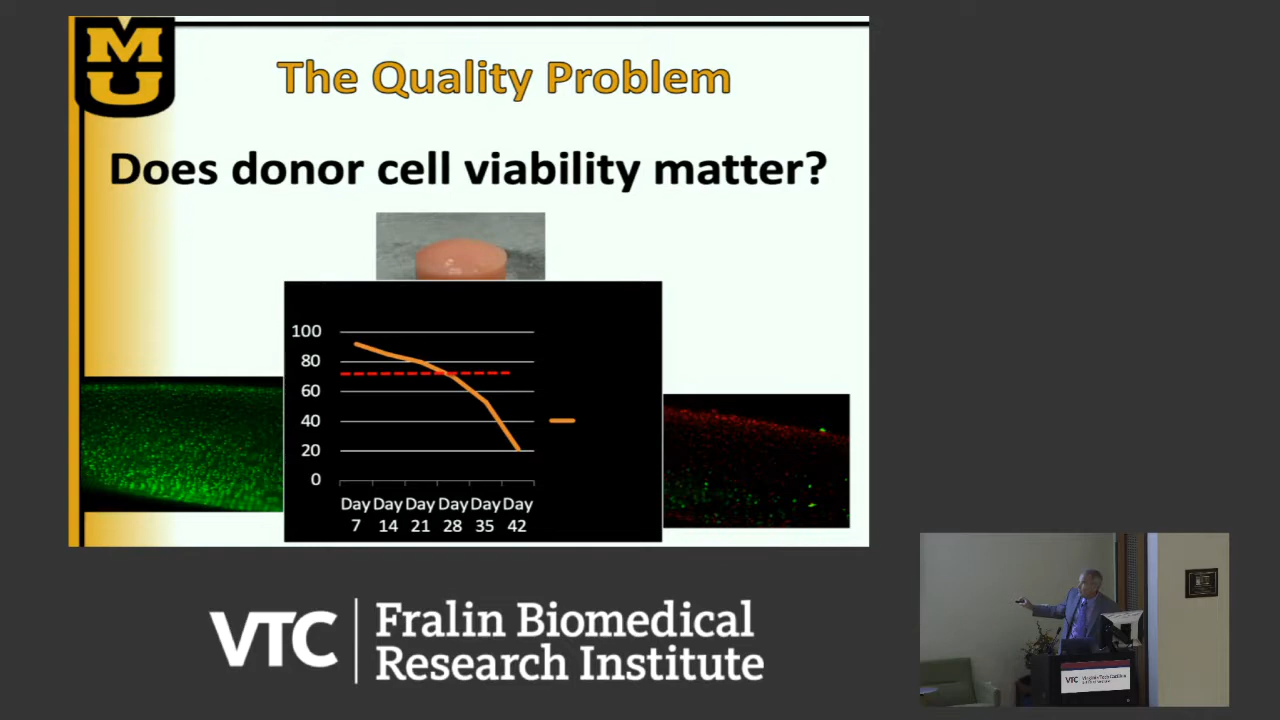 M
U
The Quality Problem
Does donor cell viability matter?
100
80
60
40
20
0
Day Day Day Day Day Day
7 14 21 28 35 42
VTC
Fralin Biomedical
Research Institute
VTC